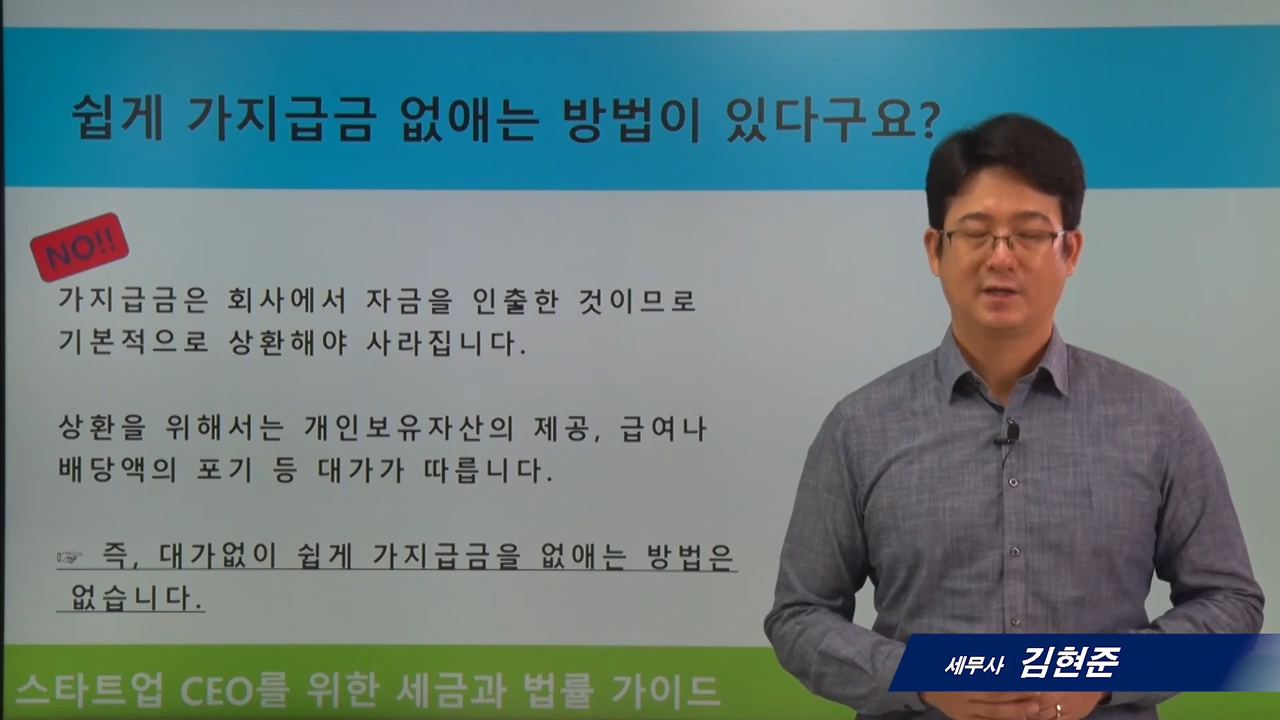 쉽게 가지급금 없애는 방법이 있다구요?
NO!!
가지급금은 회사에서 자금을 인출한 것이므로
기본적으로 상환해야 사라집니다.
상환을 위해서는 개인보유자산의 제공, 급여나
배당액의 포기 등 대가가 따릅니다.
☞ 즉, 대가없이 쉽게 가지급금을 없애는 방법은
없습니다.
세무사 김현준
스타트업 CEO를 위한 세금과 법률 가이드